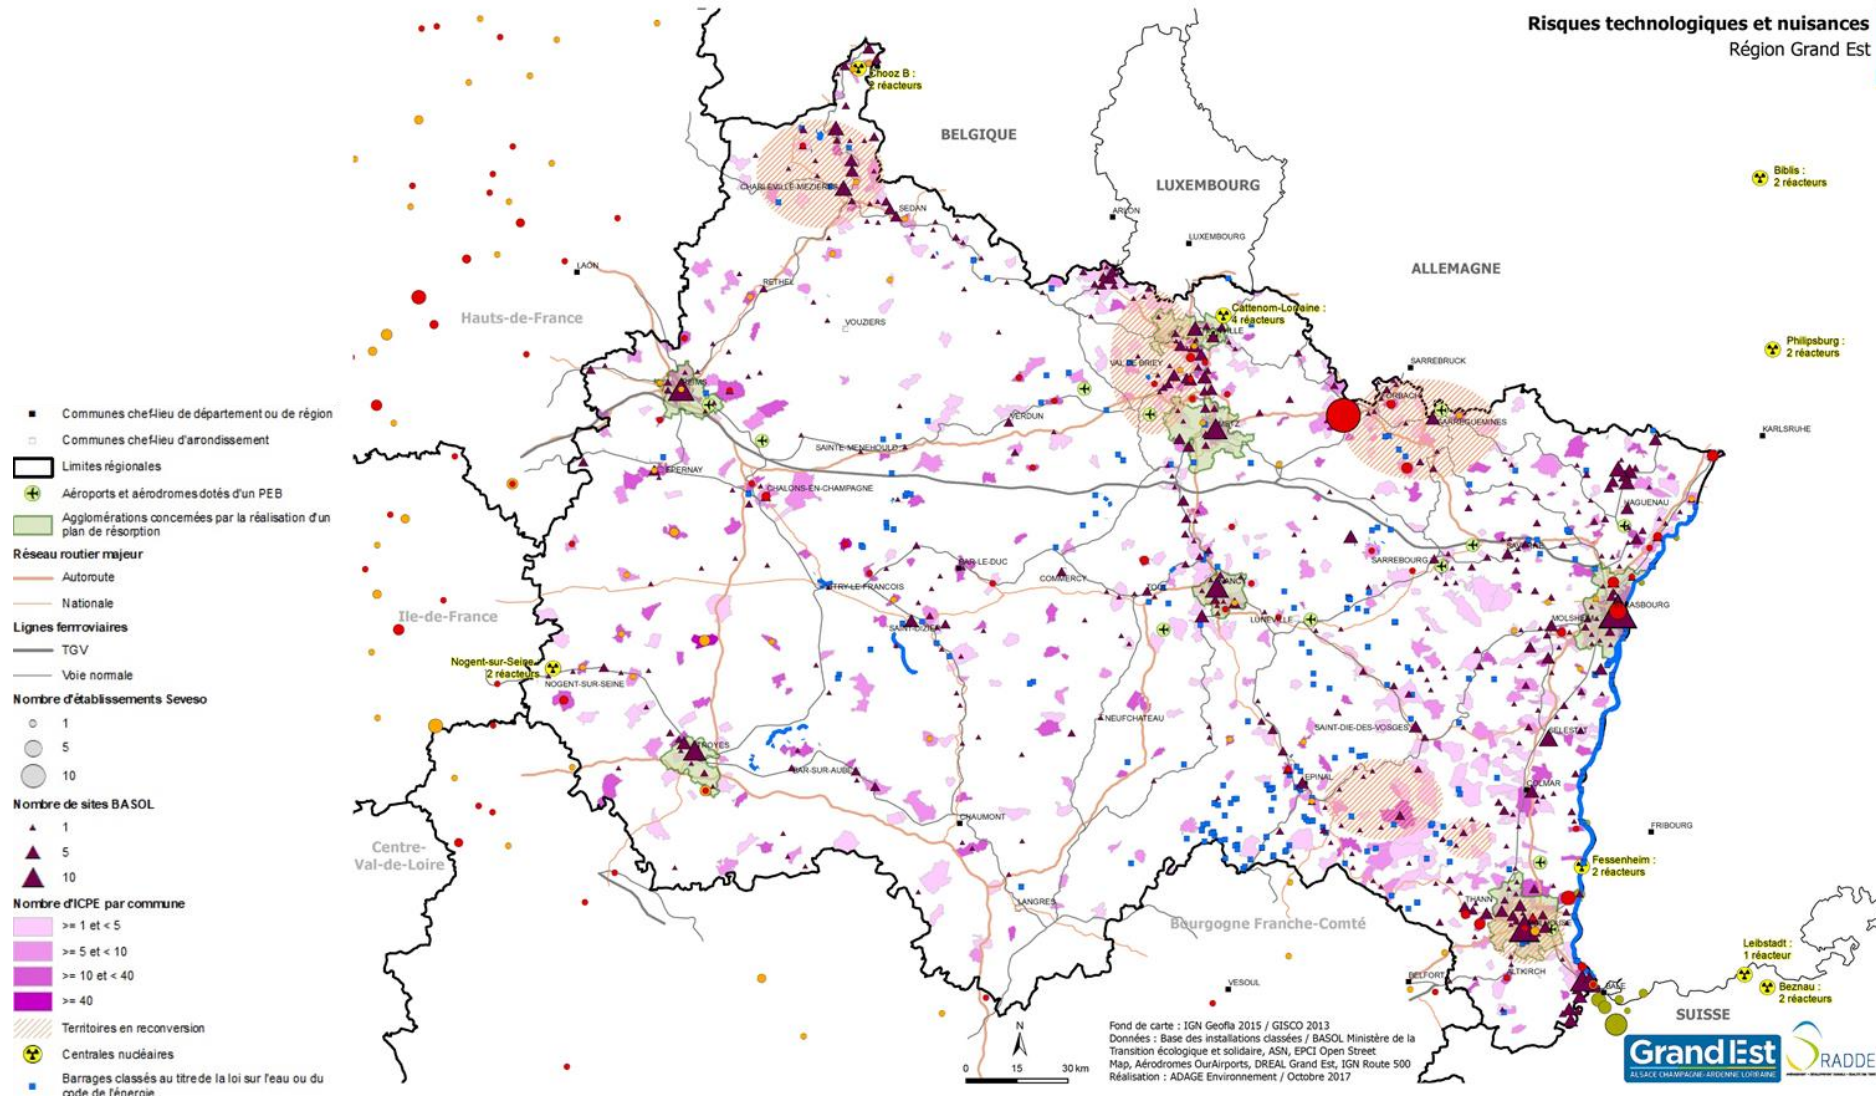 Risques technologiques et nuisances
Région Grand Est
Chooz B :
2 réacteurs
BELGIQUE
CHARLEVILLE-MEZIERES
SEDAN
LUXEMBOURG
ARLON
LUXEMBOURG
Biblis :
2 réacteurs
ALLEMAGNE
LAON
RETHEL
Hauts-de-France
VOUZIERS
Cattenom-Lorraine :
4 réacteurs
Philipsburg :
2 réacteurs
VAL DE BRIEY
SARREBRUCK
REIMS
FORBACH
VERDUN
METZ
SARREGUEMINES
KARLSRUHE
SAINTE-MENEHOULD
EPERNAY
CHALONS-EN-CHAMPAGNE
HAGUENAU
Communes chef-lieu de département ou de région
Communes chef-lieu d'arrondissement
Limites régionales
Aéroports et aérodromes dotés d'un PEB
Agglomérations concernées par la réalisation d'un
plan de résorption
Réseau routier majeur
Autoroute
Nationale
Lignes ferrroviaires
TGV
Voie normale
Nombre d'établissements Seveso
1
5
10
Nombre de sites BASOL
1
5
10
Nombre d'ICPE par commune
>= 1 et < 5
>= 5 et < 10
>= 10 et < 40
>= 40
Territoires en reconversion
Centrales nucléaires
Barrages classés au titre de la loi sur l'eau ou du
code de l'énergie
BAR-LE-DUC
SAVERNE
SARREBOURG
COMMERCY
TOUL
NANCY
VITRY-LE-FRANCOIS
Ile-de-France
SAINT-DIZIER
LUNEVILLE
MOLSHEIM
STRASBOURG
Nogent-sur-Seine
2 réacteurs
NOGENT-SUR-SEINE
NEUFCHATEAU
SAINT-DIE-DES-VOSGES
SELESTAT
TROYES
BAR-SUR-AUBE
EPINAL
COLMAR
CHAUMONT
FRIBOURG
Centre-
Val-de-Loire
Fessenheim :
2 réacteurs
LANGRES
THANN
Bourgogne Franche-Comté
ALTKIRCH
BELFORT
VESOUL
BALE
Leibstadt :
1 réacteur
Beznau :
2 réacteurs
SUISSE
N
0 15 30 km
Fond de carte : IGN Geofla 2015 / GISCO 2013
Données : Base des installations classées / BASOL Ministère de la
Transition écologique et solidaire, ASN, EPCI Open Street
Map, Aérodromes OurAirports, DREAL Grand Est, IGN Route 500
Réalisation : ADAGE Environnement / Octobre 2017
Grand Est
ALSACE CHAMPAGNE-ARDENNE LORRAINE
SRADDE